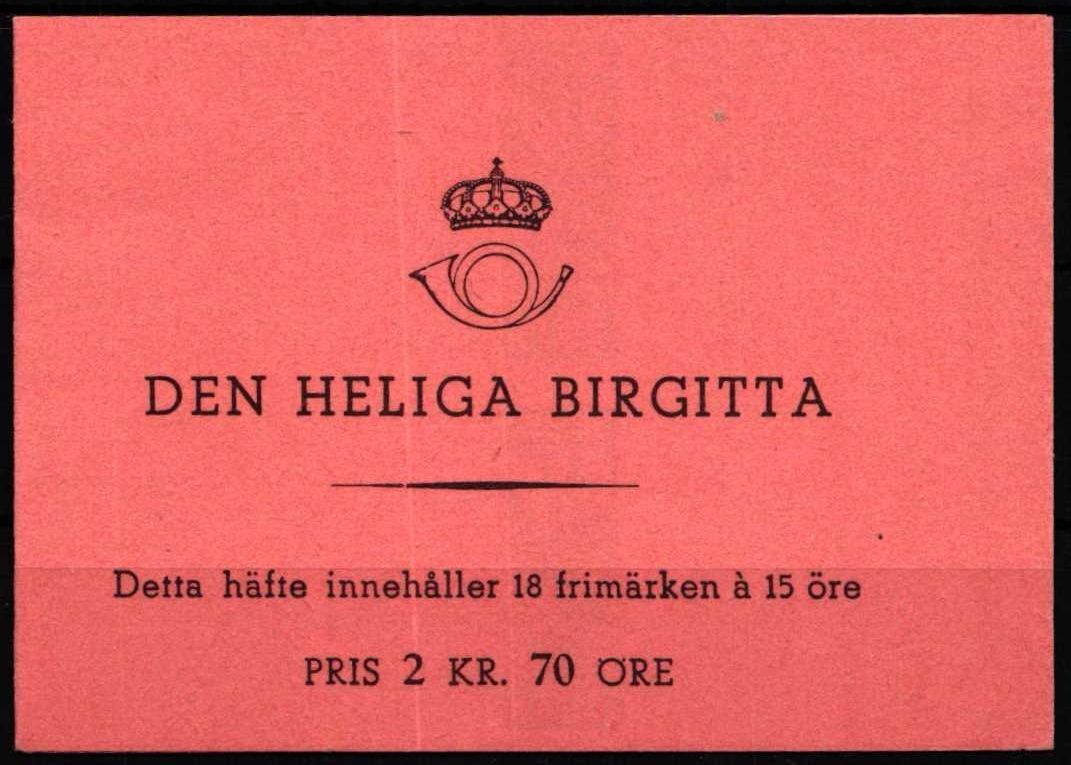 DEN HELIGA BIRGITTA
Detta häfte innehåller 18 frimärken à 15 öre
PRIS 2 KR. 70 ÖRE